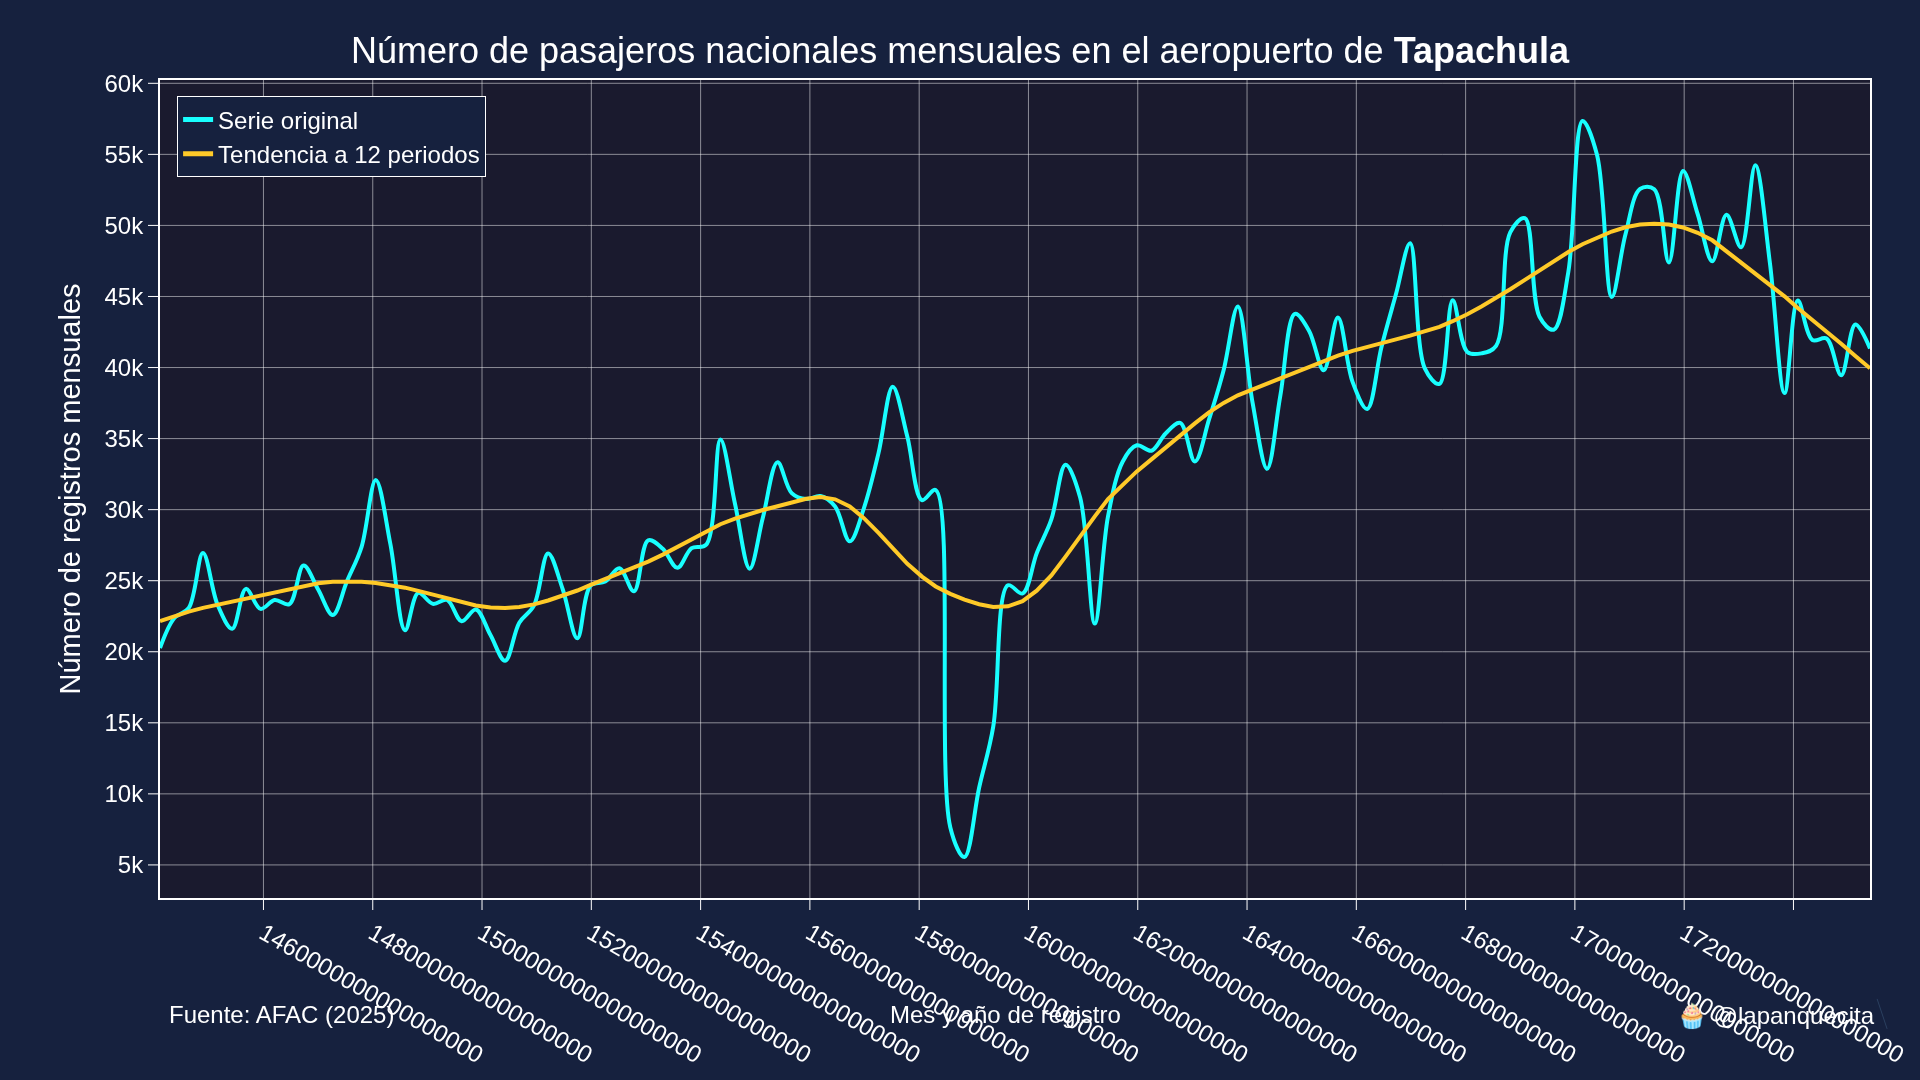 Número de pasajeros nacionales mensuales en el aeropuerto de Tapachula
Serie original
Tendencia a 12 periodos
Número de registros mensuales
60k
55k
50k
45k
40k
35k
30k
25k
20k
15k
10k
5k
1460000000000000000
1480000000000000000
1500000000000000000
1520000000000000000
1540000000000000000
1560000000000000000
1580000000000000000
1600000000000000000
1620000000000000000
1640000000000000000
1660000000000000000
1680000000000000000
1700000000000000000
1720000000000000000
Fuente: AFAC (2025)
Mes y año de registro
🧁 @lapanquecita